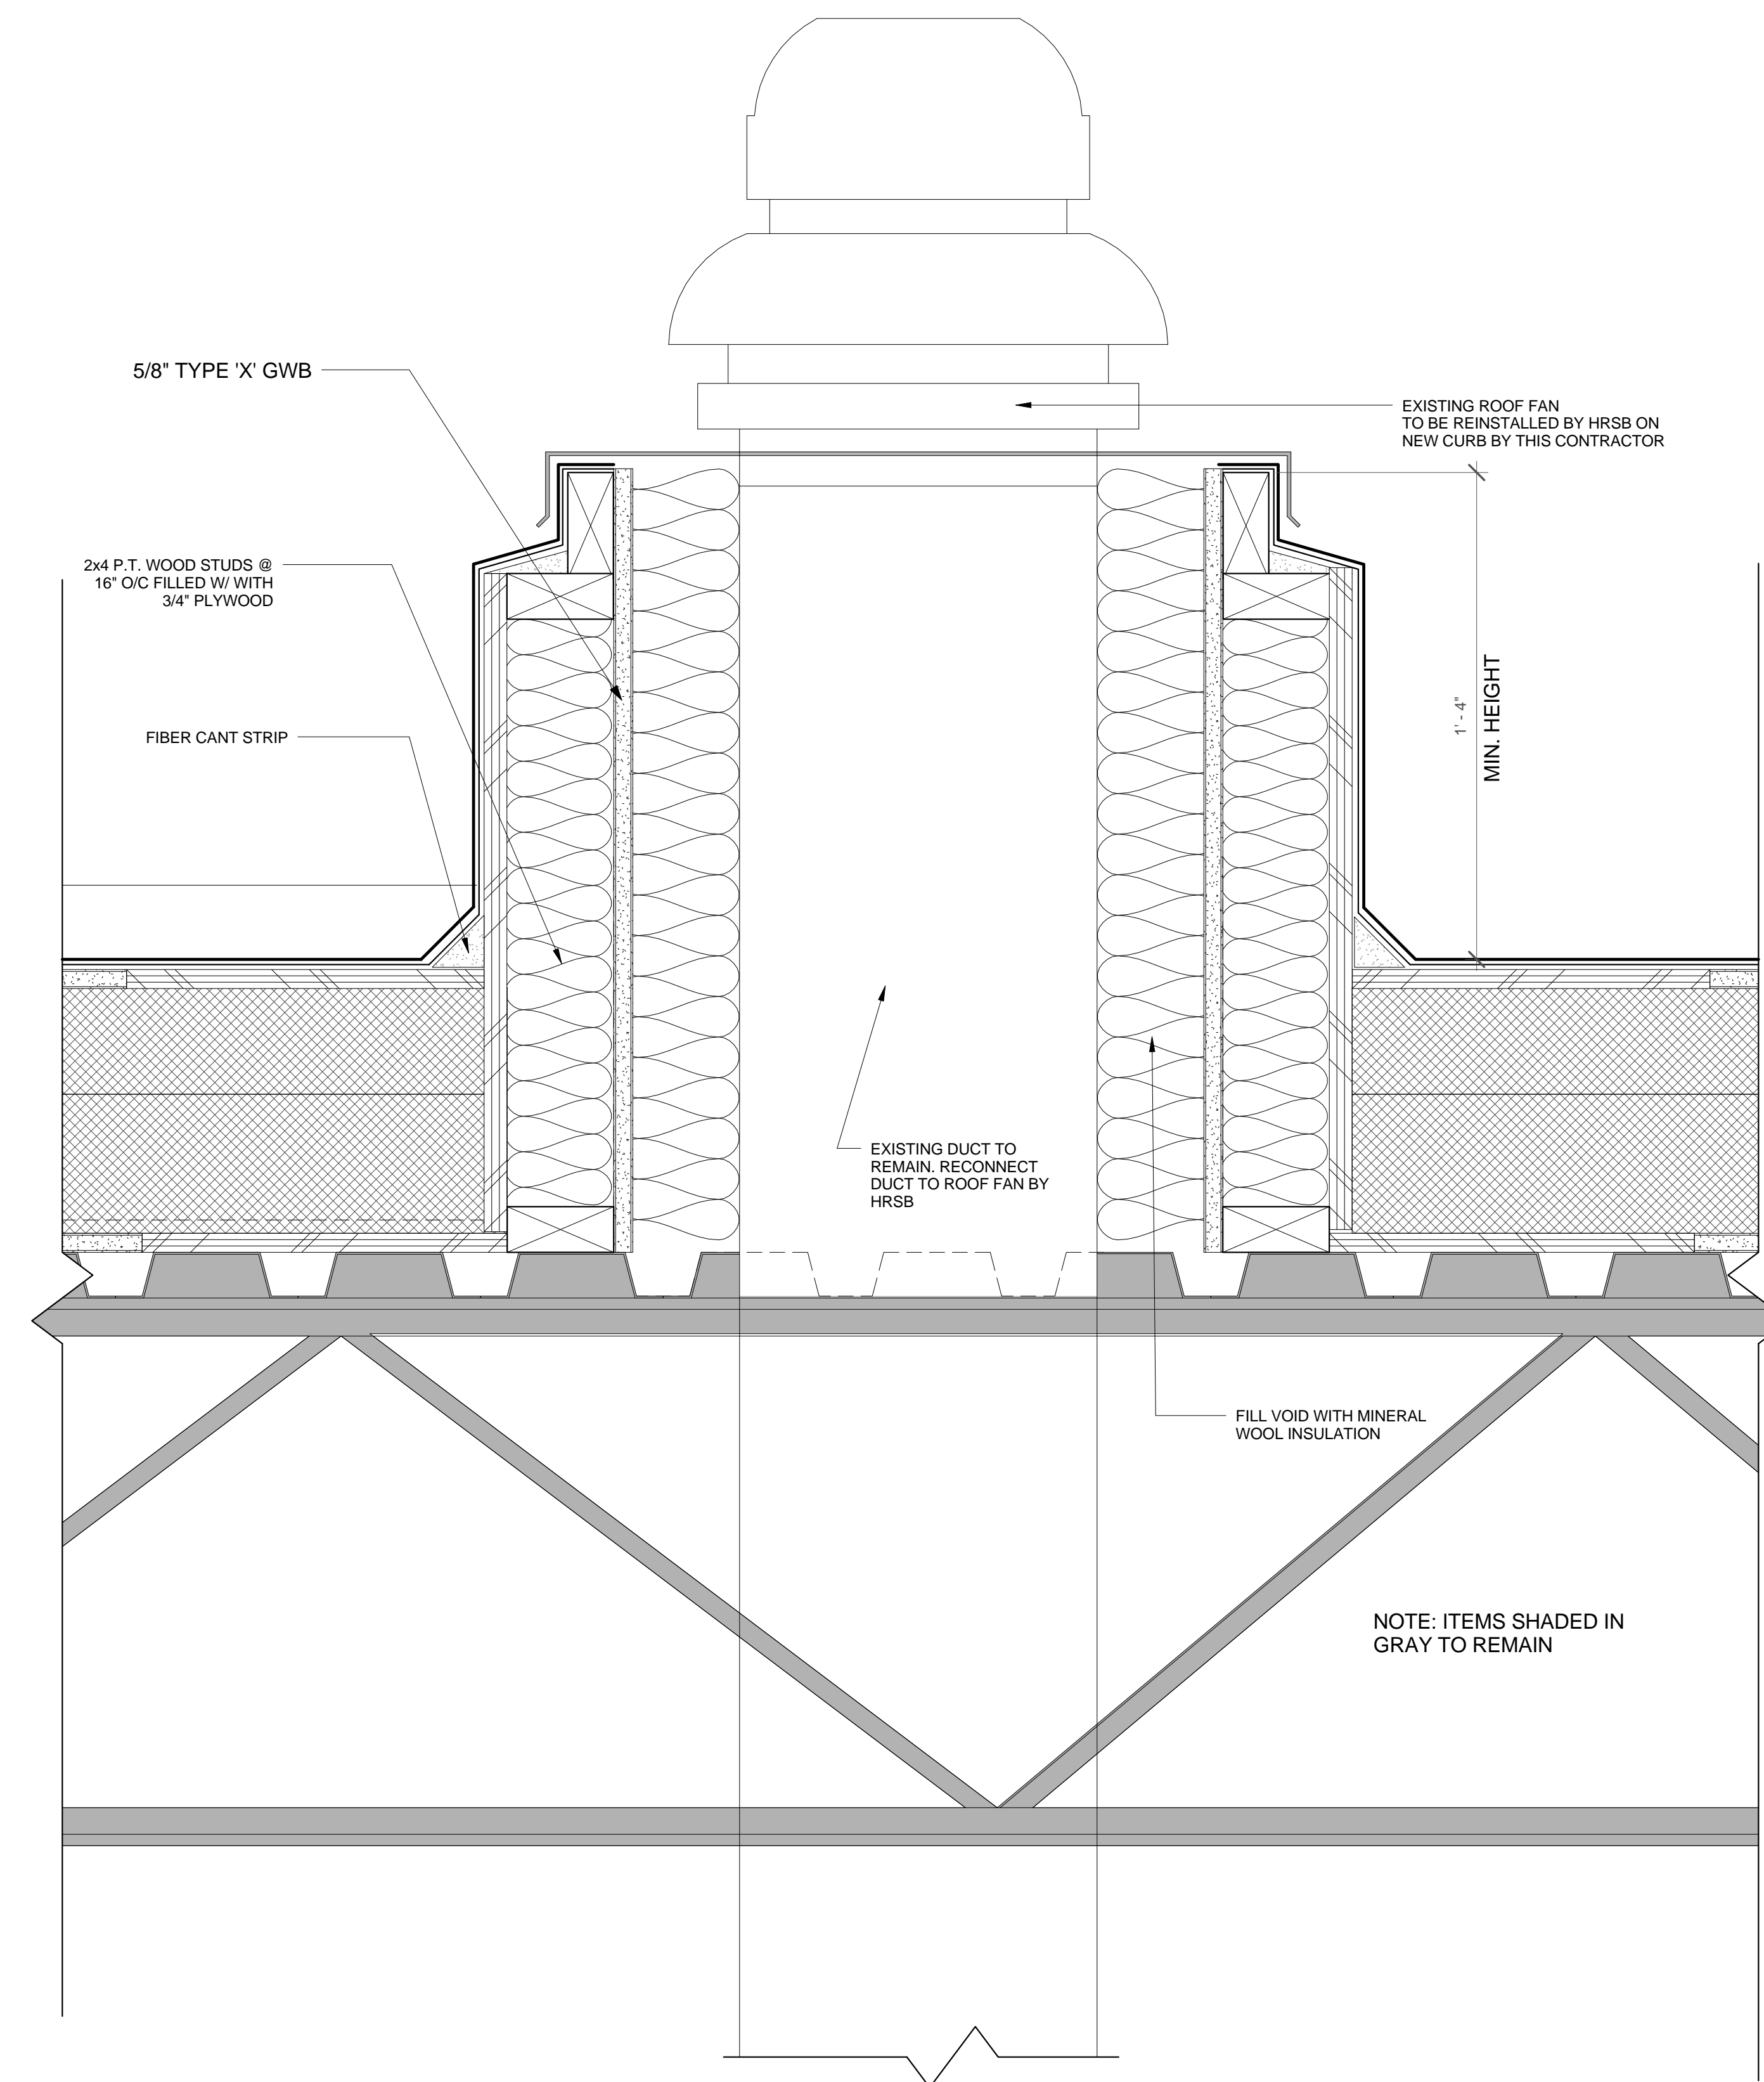 5/8" TYPE 'X' GWB
EXISTING ROOF FAN
TO BE REINSTALLED BY HRSB ON
NEW CURB BY THIS CONTRACTOR
2x4 P.T. WOOD STUDS @
16" O/C FILLED W/ WITH
3/4" PLYWOOD
FIBER CANT STRIP
1' - 4"
MIN. HEIGHT
EXISTING DUCT TO
REMAIN. RECONNECT
DUCT TO ROOF FAN BY
HRSB
FILL VOID WITH MINERAL
WOOL INSULATION
NOTE: ITEMS SHADED IN
GRAY TO REMAIN